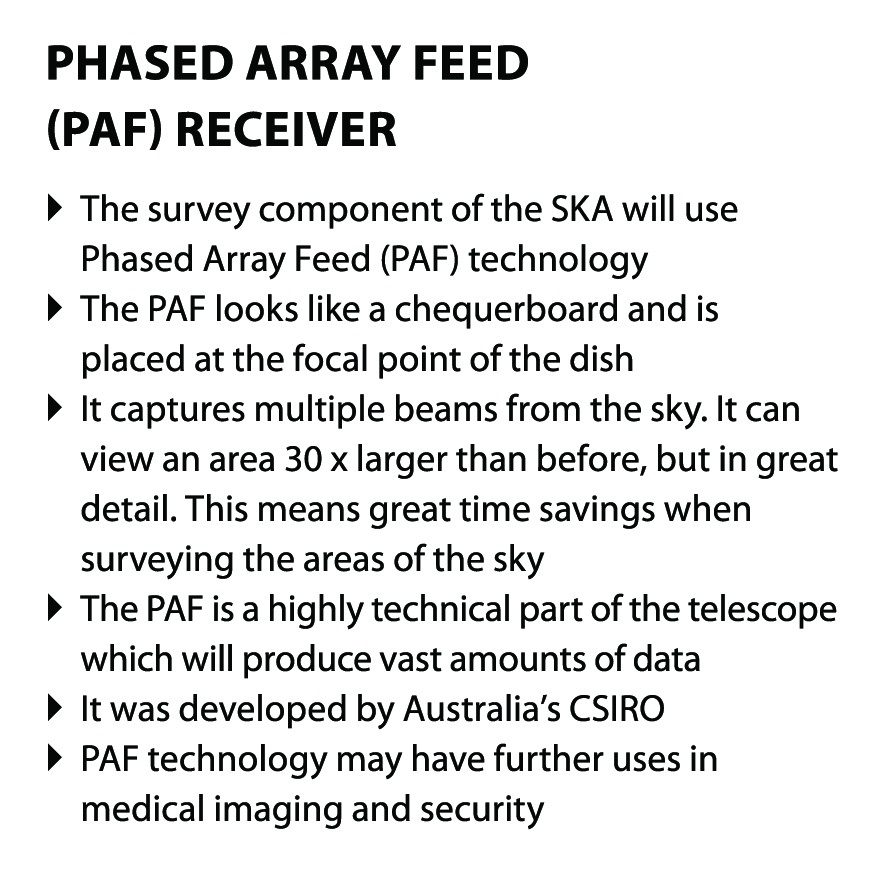 PHASED ARRAY FEED
(PAF) RECEIVER
The survey component of the SKA will use
Phased Array Feed (PAF) technology
The PAF looks like a chequerboard and is
placed at the focal point of the dish
It captures multiple beams from the sky. It can
view an area 30 x larger than before, but in great
detail. This means great time savings when
surveying the areas of the sky
The PAF is a highly technical part of the telescope
which will produce vast amounts of data
It was developed by Australia’s CSIRO
PAF technology may have further uses in
medical imaging and security